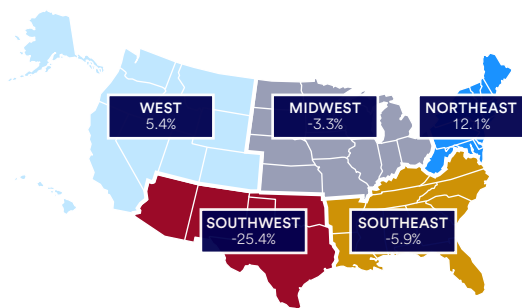 WEST
5.4%
MIDWEST
-3.3%
NORTHEAST
12.1%
SOUTHWEST
-25.4%
SOUTHEAST
-5.9%